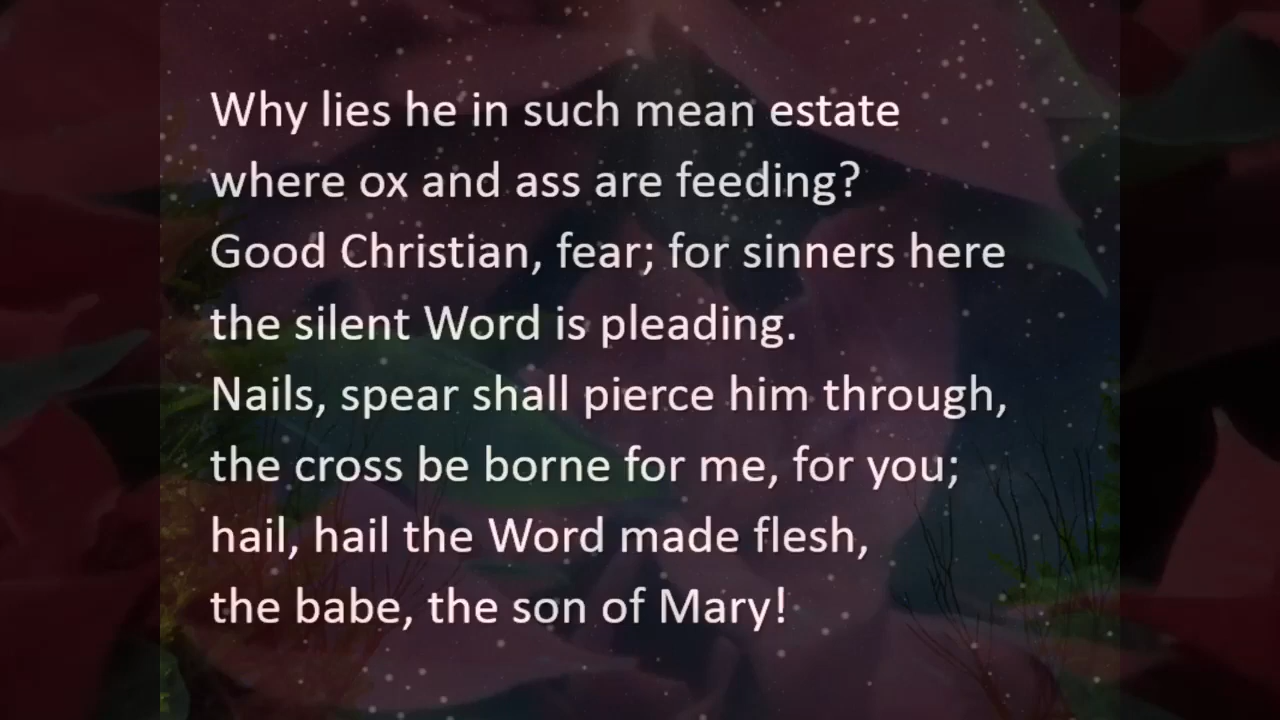 Why lies he in such mean estate
where ox and ass are feeding?
Good Christian, fear; for sinners here
the silent Word is pleading.
Nails, spear shall pierce him through,
the cross be borne for me, for you;
hail, hail the Word made flesh,
the babe, the son of Mary!